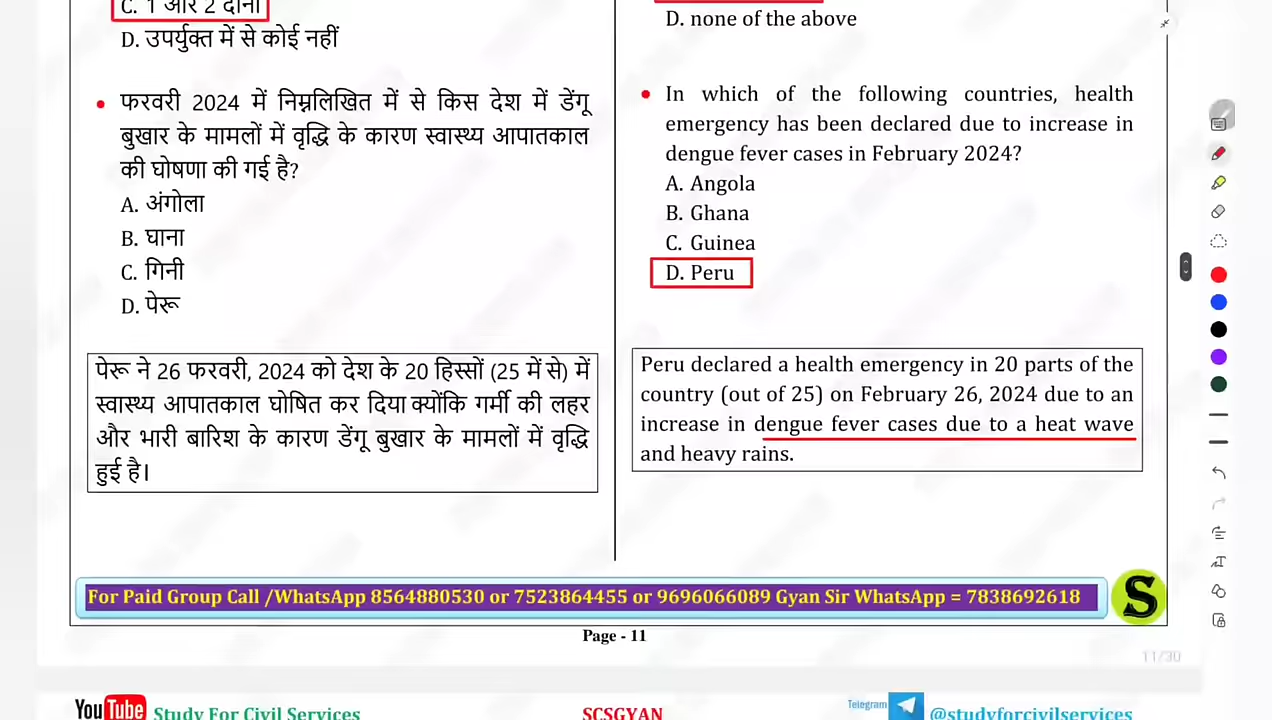 C. 1 और 2 दोनों
D. उपर्युक्त में से कोई नहीं
फरवरी 2024 में निम्नलिखित में से किस देश में डेंगू
बुखार के मामलों में वृद्धि के कारण स्वास्थ्य आपातकाल
की घोषणा की गई है?
A. अंगोला
B. घाना
C. गिनी
D. पेरू
पेरू ने 26 फरवरी, 2024 को देश के 20 हिस्सों (25 में से) में
स्वास्थ्य आपातकाल घोषित कर दिया क्योंकि गर्मी की लहर
और भारी बारिश के कारण डेंगू बुखार के मामलों में वृद्धि
हुई है।
D. none of the above
In which of the following countries, health
emergency has been declared due to increase in
dengue fever cases in February 2024?
A. Angola
B. Ghana
C. Guinea
D. Peru
Peru declared a health emergency in 20 parts of the
country (out of 25) on February 26, 2024 due to an
increase in dengue fever cases due to a heat wave
and heavy rains.
For Paid Group Call /WhatsApp 8564880530 or 7523864455 or 9696066089 Gyan Sir WhatsApp = 7838692618
S
Page - 11
11/30
YouTube Study For Civil Services
SCSGYAN
Telegram @studyforcivilservices